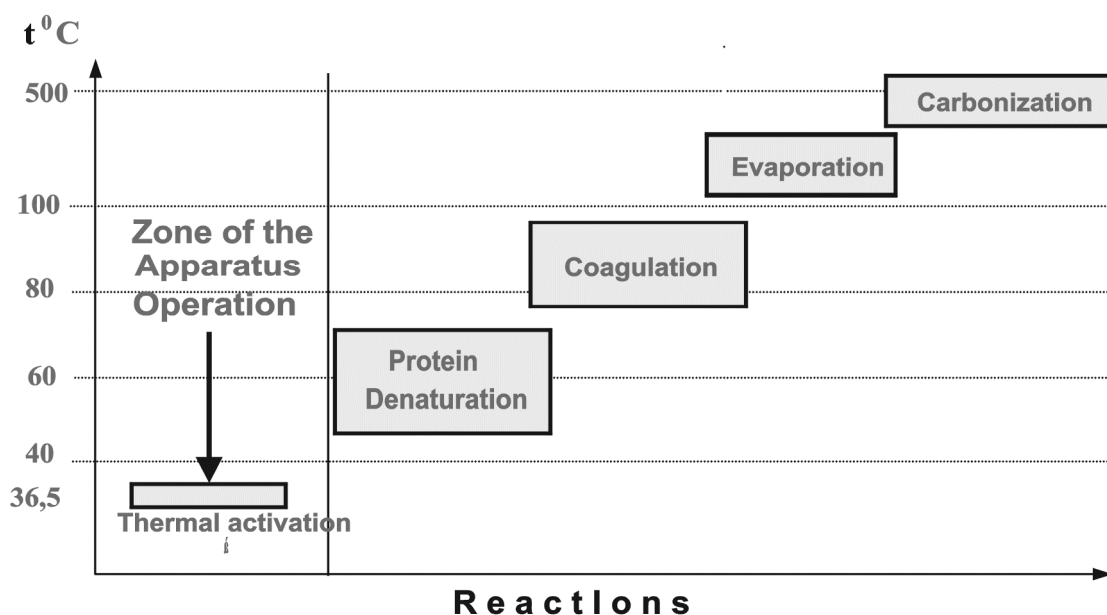 t⁰C
500
Carbonization
Evaporation
100
Zone of the
Apparatus
Operation
Coagulation
80
Protein
Denaturation
60
40
36,5
Thermal activation
ReactIons